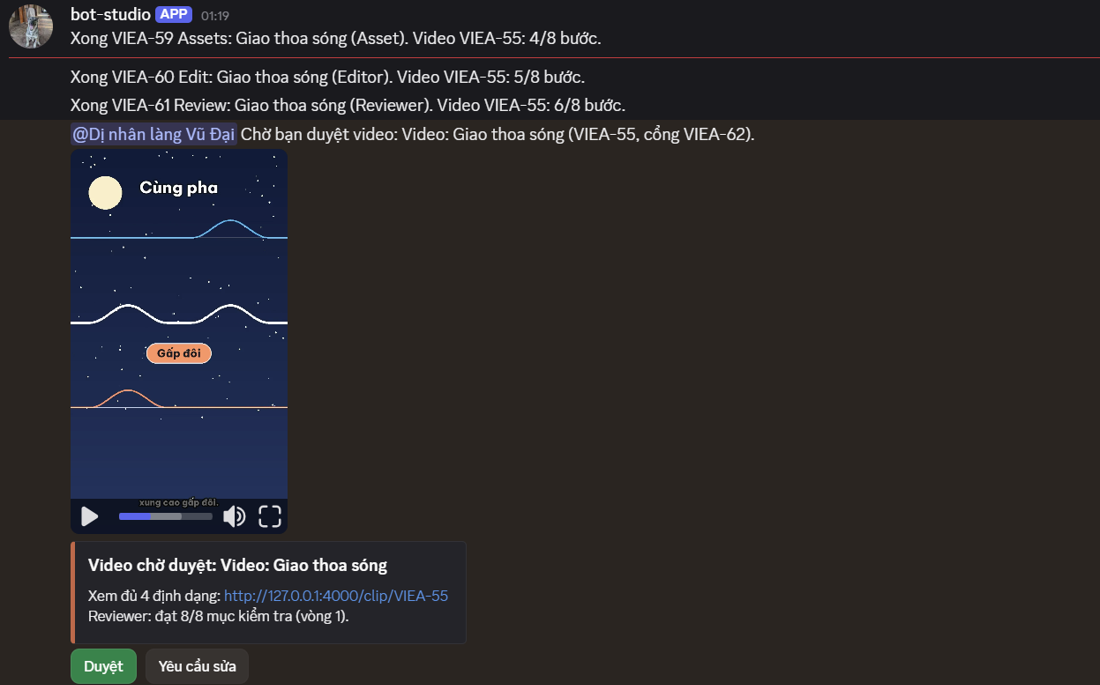 bot-studio APP 01:19
Xong VIEA-59 Assets: Giao thoa sóng (Asset). Video VIEA-55: 4/8 bước.
Xong VIEA-60 Edit: Giao thoa sóng (Editor). Video VIEA-55: 5/8 bước.
Xong VIEA-61 Review: Giao thoa sóng (Reviewer). Video VIEA-55: 6/8 bước.
@Dị nhân làng Vũ Đại Chờ bạn duyệt video: Video: Giao thoa sóng (VIEA-55, cổng VIEA-62).
Cùng pha
Gấp đôi
xung cao gấp đôi.
Video chờ duyệt: Video: Giao thoa sóng
Xem đủ 4 định dạng: http://127.0.0.1:4000/clip/VIEA-55
Reviewer: đạt 8/8 mục kiểm tra (vòng 1).
Duyệt Yêu cầu sửa